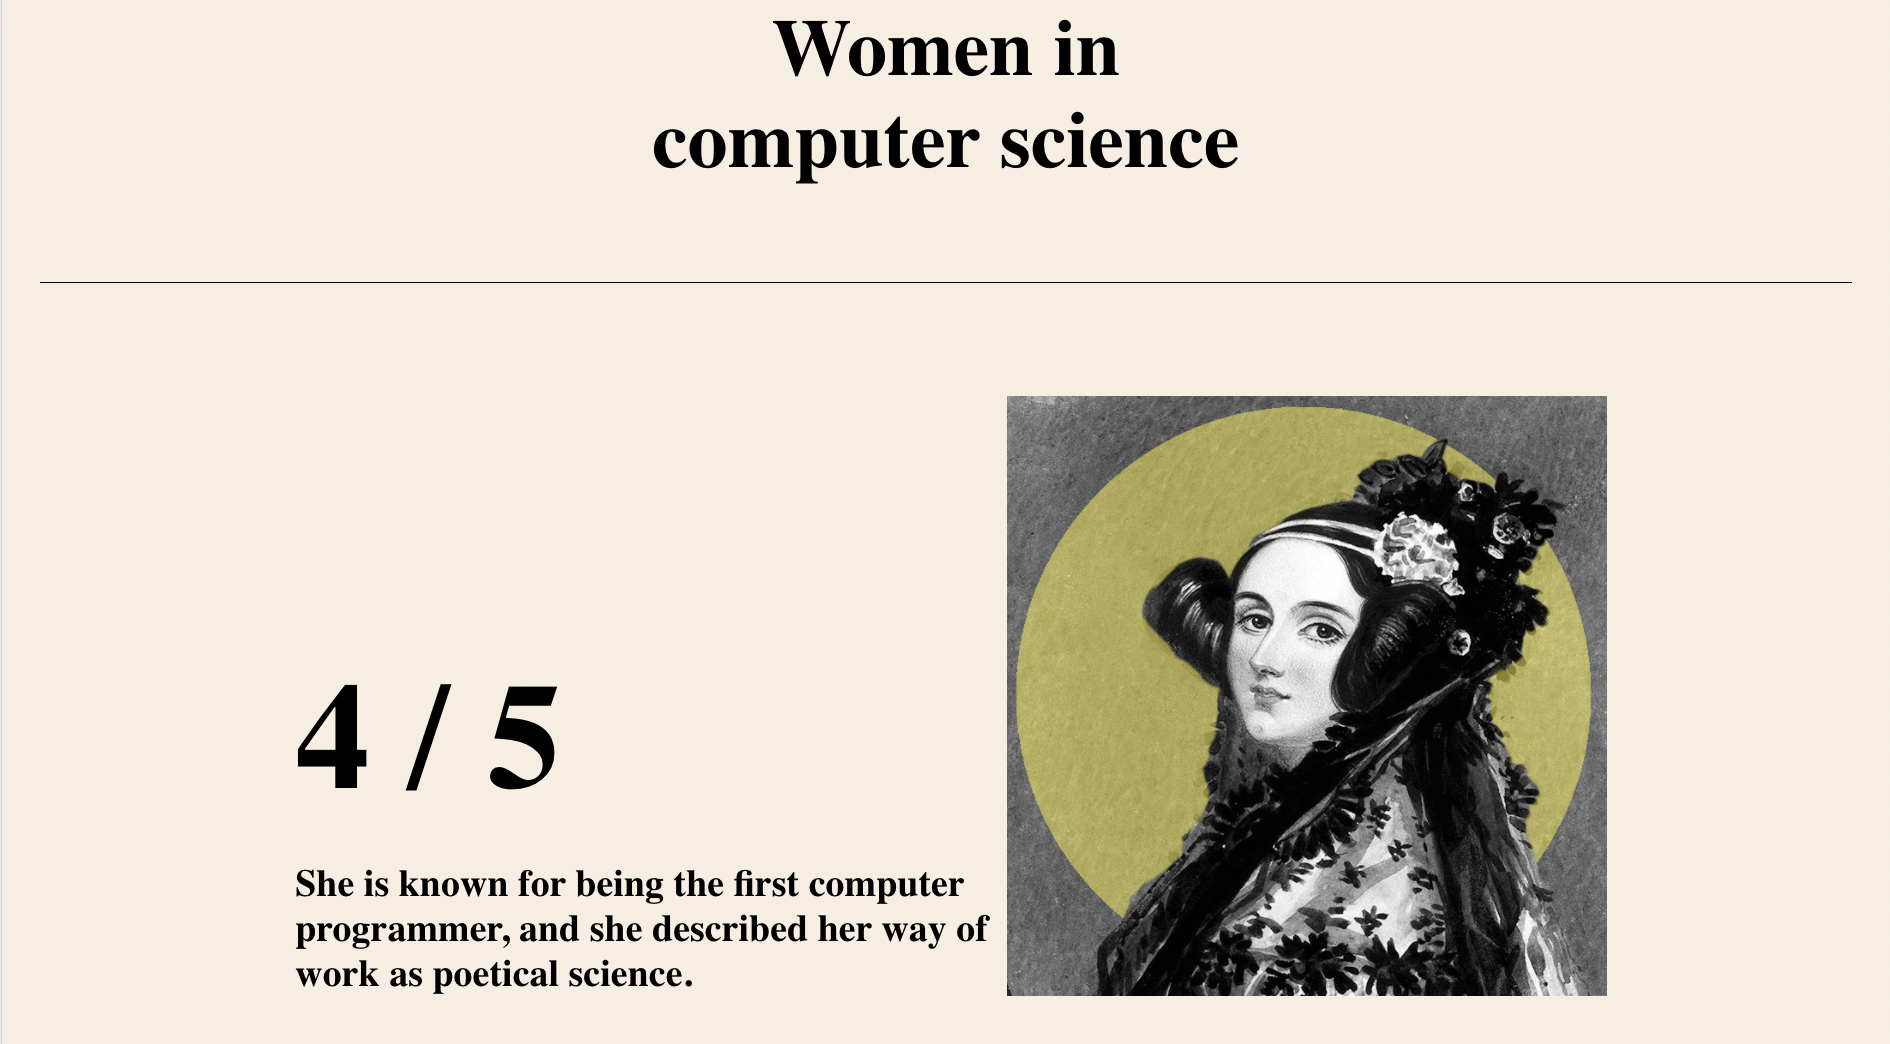 Women in
computer science
4 / 5
She is known for being the first computer
programmer, and she described her way of
work as poetical science.